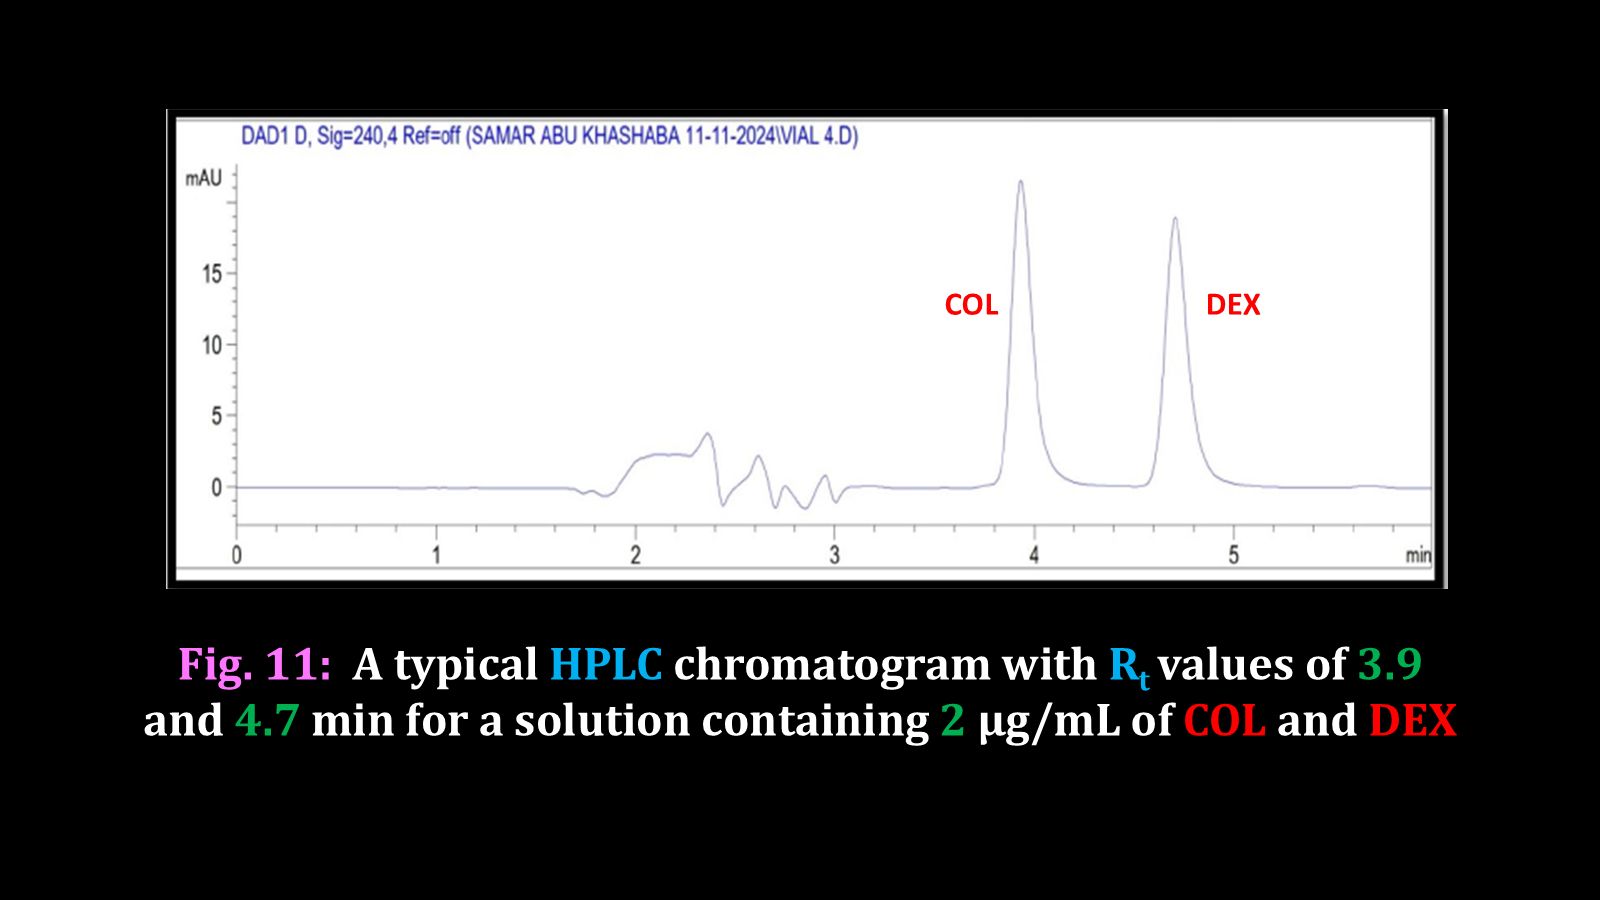 DAD1 D, Sig=240,4 Ref=off (SAMAR ABU KHASHABA 11-11-2024\VIAL 4.D)
mAU
15
10
5
0
COL
DEX
0 1 2 3 4 5 min
Fig. 11: A typical HPLC chromatogram with Rt values of 3.9
and 4.7 min for a solution containing 2 μg/mL of COL and DEX